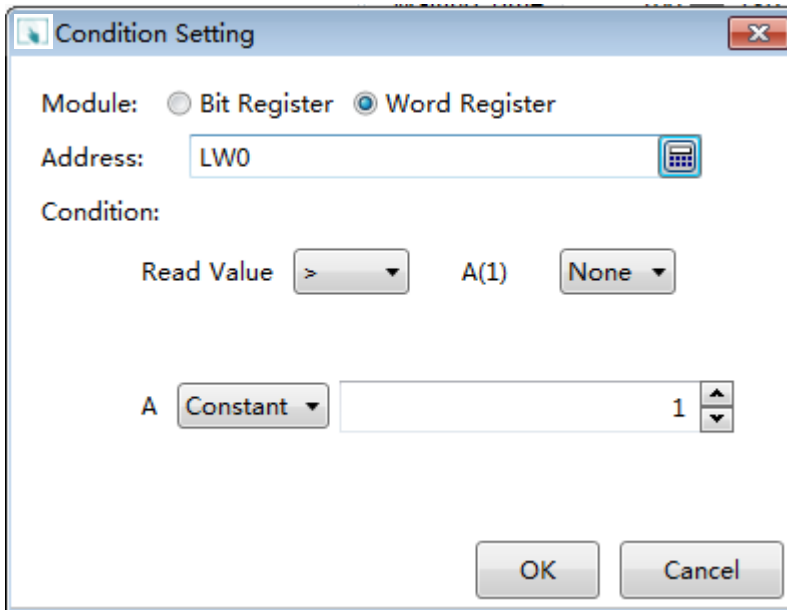 Condition Setting
Module: Bit Register Word Register
Address: LW0
Condition:
Read Value > A(1) None
A Constant 1
OK Cancel